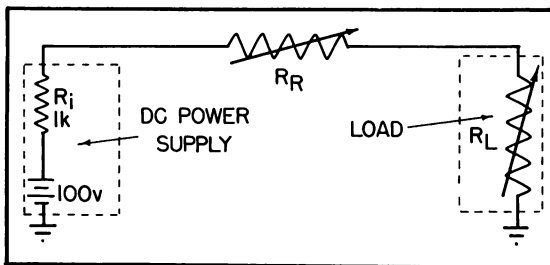 R_R
R_i
1k
DC POWER
SUPPLY
LOAD
R_L
100v